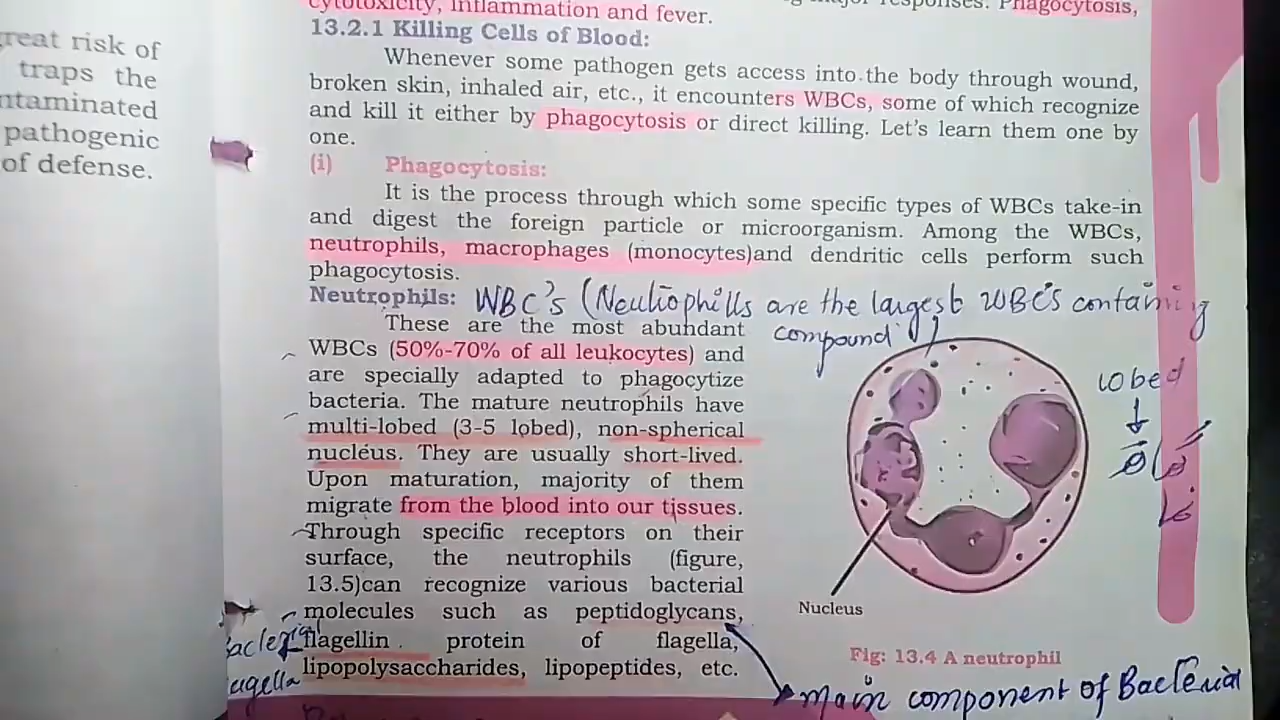 great risk of
traps the
ntaminated
pathogenic
of defense.
cytotoxicity, inflammation and fever.
responses. Phagocytosis,
13.2.1 Killing Cells of Blood:
Whenever some pathogen gets access into the body through wound,
broken skin, inhaled air, etc., it encounters WBCs, some of which recognize
and kill it either by phagocytosis or direct killing. Let's learn them one by
one.
(i) Phagocytosis:
It is the process through which some specific types of WBCs take-in
and digest the foreign particle or microorganism. Among the WBCs,
neutrophils, macrophages (monocytes)and dendritic cells perform such
phagocytosis.
Neutrophils: WBC's (Neutiophills are the largest WBC's containing
compound)
These are the most abundant
WBCs (50%-70% of all leukocytes) and
are specially adapted to phagocytize
bacteria. The mature neutrophils have
multi-lobed (3-5 lobed), non-spherical
nucleus. They are usually short-lived.
Upon maturation, majority of them
migrate from the blood into our tissues.
Through specific receptors on their
surface, the neutrophils (figure,
13.5)can recognize various bacterial
molecules such as peptidoglycans,
flagellin protein of flagella,
lipopolysaccharides, lipopeptides, etc.
lobed
Nucleus
Fig: 13.4 A neutrophil
main component of Bacterial